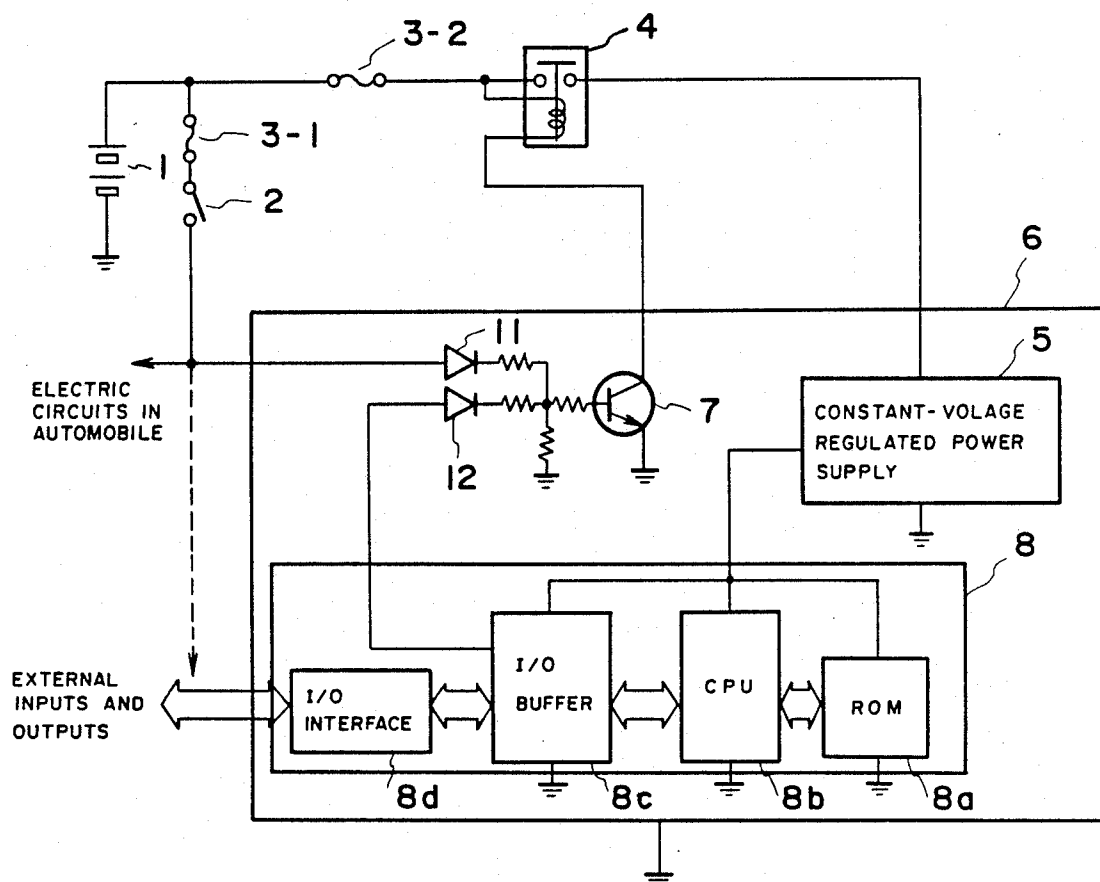 3-2
4
3-1
1
2
6
11
5
ELECTRIC
CIRCUITS IN
AUTOMOBILE
7
CONSTANT-VOLAGE
REGULATED POWER
SUPPLY
12
8
EXTERNAL
INPUTS AND
OUTPUTS
I/O
INTERFACE
I/O
BUFFER
CPU
ROM
8d
8c
8b
8a